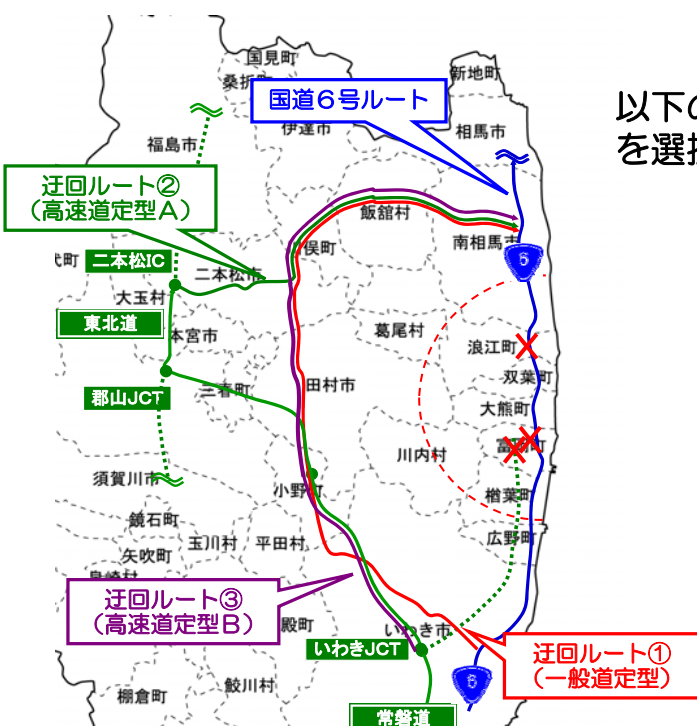 国見町
新地町
国道６号ルート
以下の
を選択
相馬市
伊達市
福島市
迂回ルート②
（高速道定型Ａ）
飯舘村
南相馬市
6
二本松IC
二本松市
大玉村
東北道
本宮市
葛尾村
浪江町
双葉町
大熊町
郡山JCT
三春町
田村市
川内村
須賀川市
小野町
楢葉町
鏡石町
広野町
玉川村
平田村
矢吹町
迂回ルート③
（高速道定型Ｂ）
いわき市
いわきJCT
迂回ルート①
（一般道定型）
6
棚倉町
鮫川村
常磐道